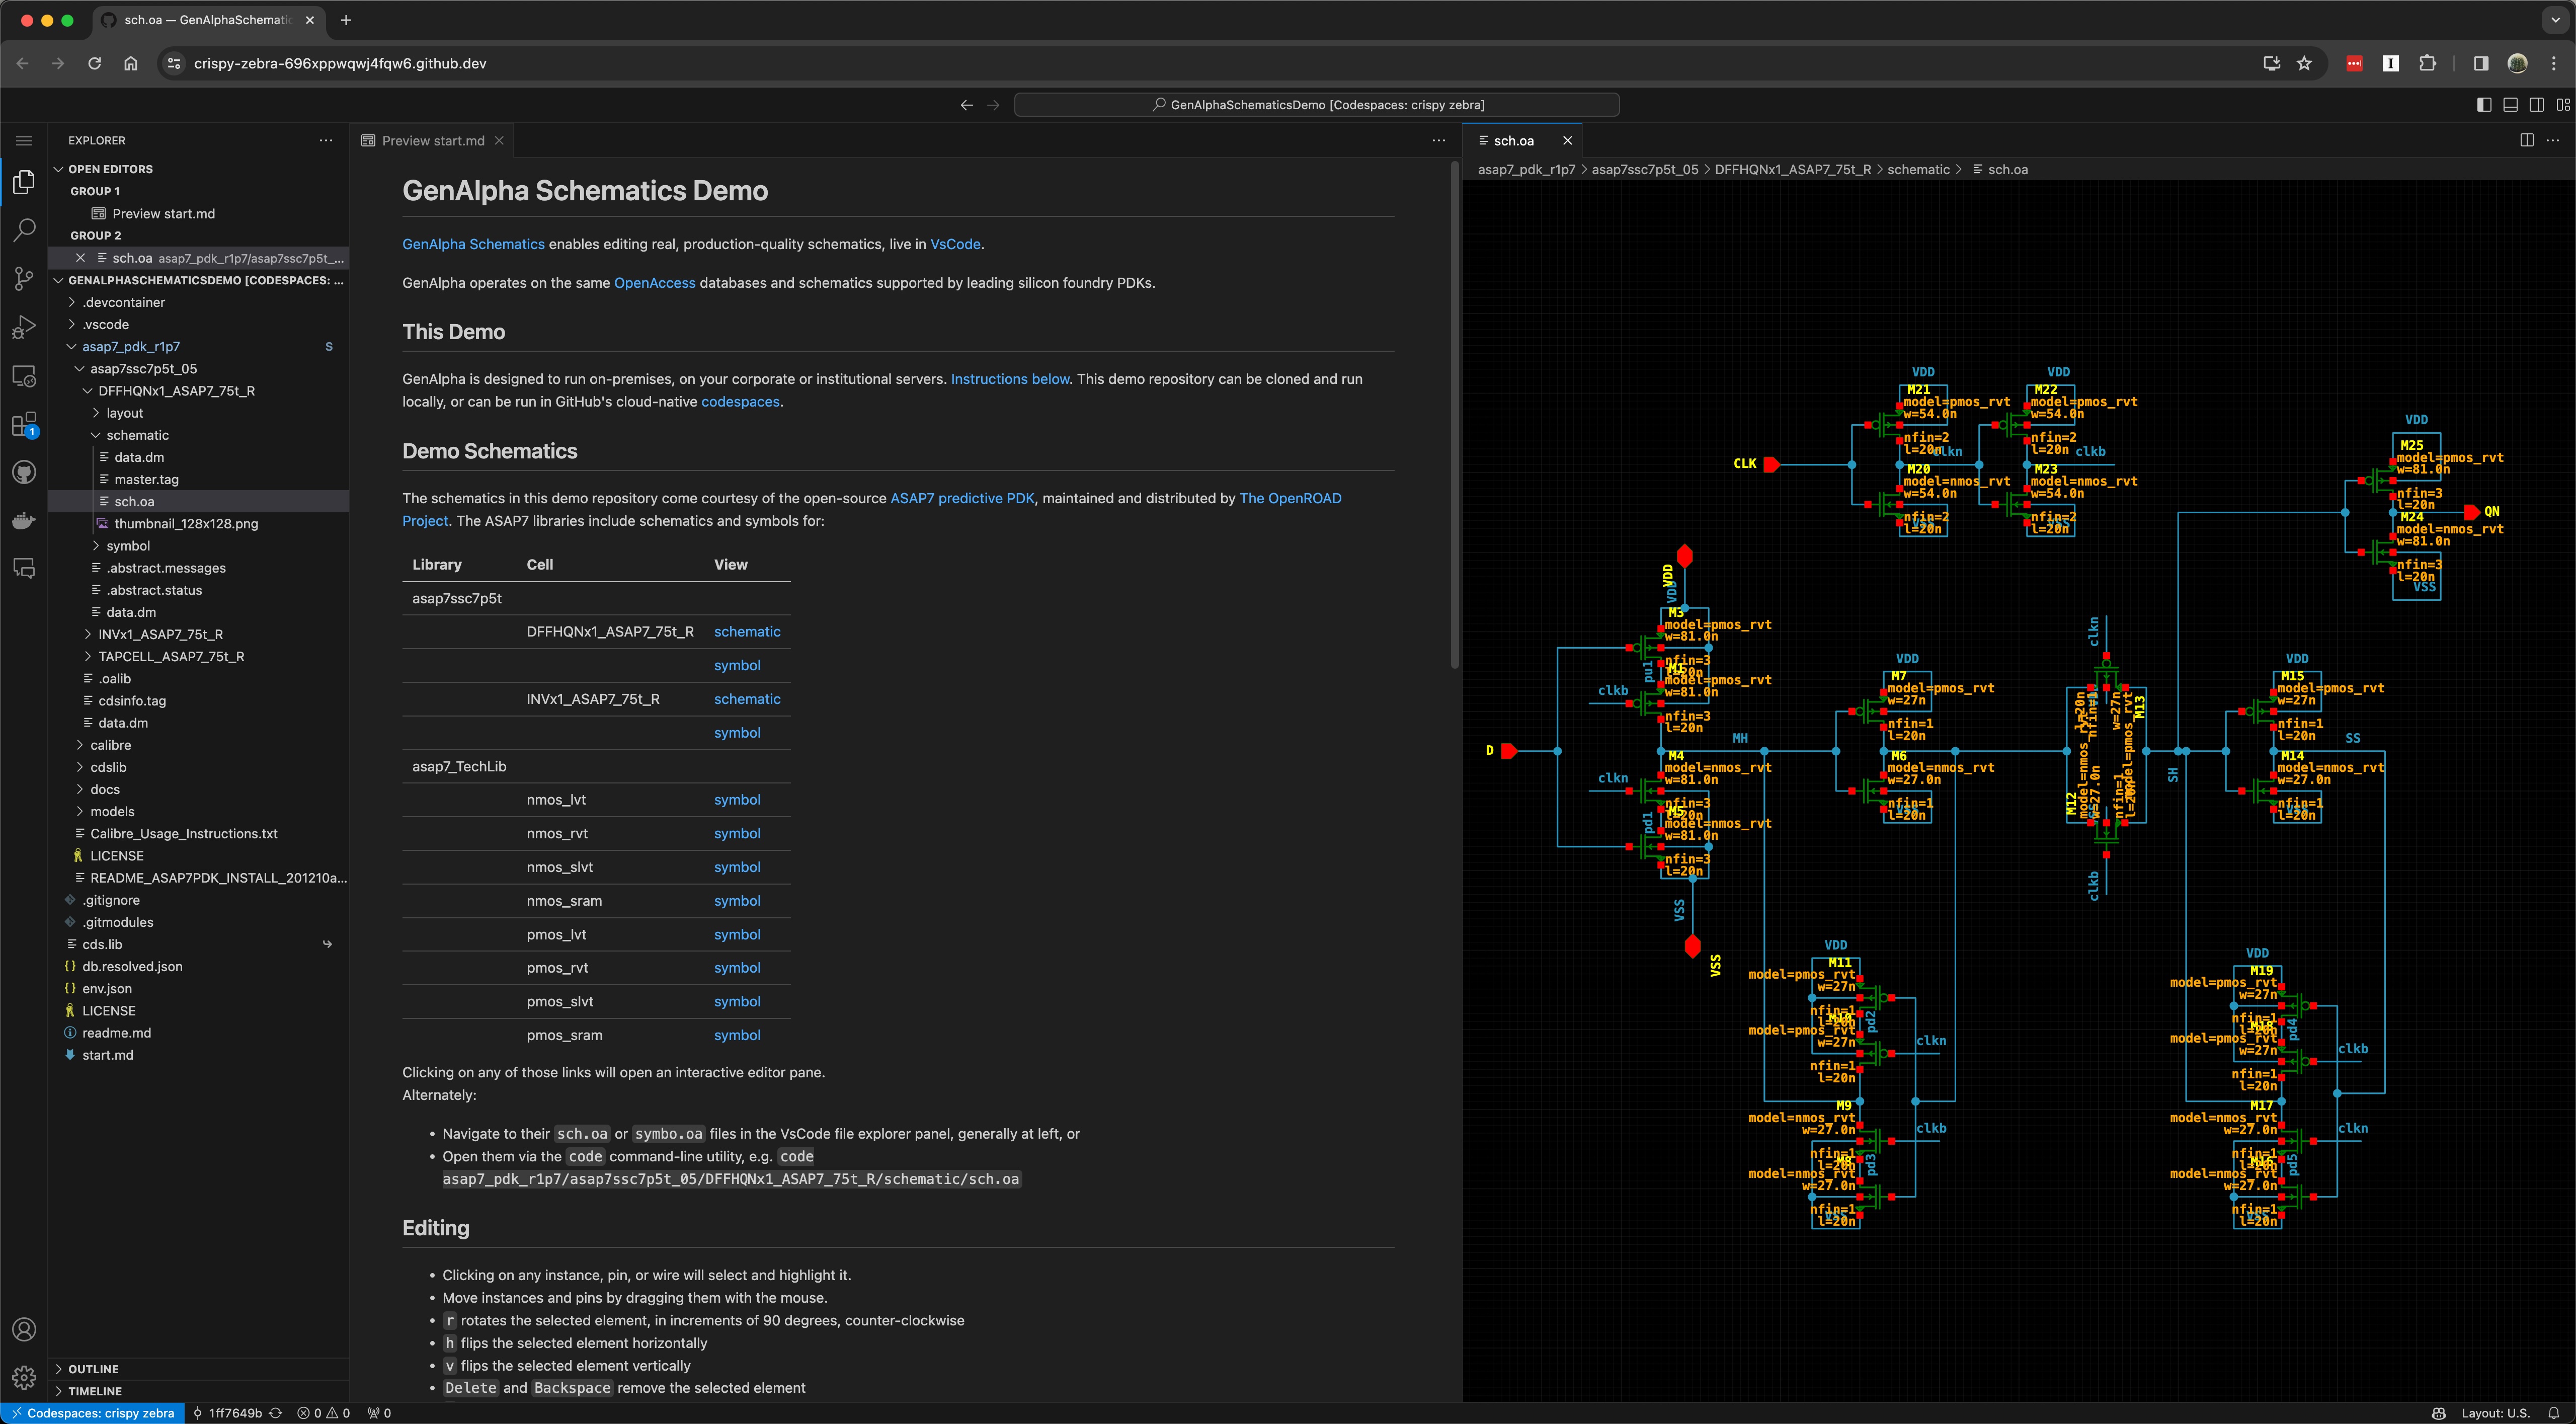 sch.oa — GenAlphaSchematic
crispy-zebra-696xppwqwj4fqw6.github.dev
GenAlphaSchematicsDemo [Codespaces: crispy zebra]
EXPLORER
OPEN EDITORS
GROUP 1
Preview start.md
GROUP 2
sch.oa asap7_pdk_r1p7/asap7ssc7p5t_...
GENALPHASCHEMATICSDEMO [CODESPACES: ...
.devcontainer
.vscode
asap7_pdk_r1p7 S
asap7ssc7p5t_05
DFFHQNx1_ASAP7_75t_R
layout
schematic
data.dm
master.tag
sch.oa
thumbnail_128x128.png
symbol
.abstract.messages
.abstract.status
data.dm
INVx1_ASAP7_75t_R
TAPCELL_ASAP7_75t_R
.oalib
cdsinfo.tag
data.dm
calibre
cdslib
docs
models
Calibre_Usage_Instructions.txt
LICENSE
README_ASAP7PDK_INSTALL_201210a...
.gitignore
.gitmodules
cds.lib
db.resolved.json
env.json
LICENSE
readme.md
start.md
OUTLINE
TIMELINE
1
Preview start.md
GenAlpha Schematics Demo
GenAlpha Schematics enables editing real, production-quality schematics, live in VsCode.
GenAlpha operates on the same OpenAccess databases and schematics supported by leading silicon foundry PDKs.
This Demo
GenAlpha is designed to run on-premises, on your corporate or institutional servers. Instructions below. This demo repository can be cloned and run
locally, or can be run in GitHub's cloud-native codespaces.
Demo Schematics
The schematics in this demo repository come courtesy of the open-source ASAP7 predictive PDK, maintained and distributed by The OpenROAD
Project. The ASAP7 libraries include schematics and symbols for:
Library Cell View
asap7ssc7p5t
DFFHQNx1_ASAP7_75t_R schematic
symbol
INVx1_ASAP7_75t_R schematic
symbol
asap7_TechLib
nmos_lvt symbol
nmos_rvt symbol
nmos_slvt symbol
nmos_sram symbol
pmos_lvt symbol
pmos_rvt symbol
pmos_slvt symbol
pmos_sram symbol
Clicking on any of those links will open an interactive editor pane.
Alternately:
• Navigate to their sch.oa or symbo.oa files in the VsCode file explorer panel, generally at left, or
• Open them via the code command-line utility, e.g. code
asap7_pdk_r1p7/asap7ssc7p5t_05/DFFHQNx1_ASAP7_75t_R/schematic/sch.oa
Editing
• Clicking on any instance, pin, or wire will select and highlight it.
• Move instances and pins by dragging them with the mouse.
• r rotates the selected element, in increments of 90 degrees, counter-clockwise
• h flips the selected element horizontally
• v flips the selected element vertically
• Delete and Backspace remove the selected element
sch.oa
asap7_pdk_r1p7 > asap7ssc7p5t_05 > DFFHQNx1_ASAP7_75t_R > schematic > sch.oa
CLK
VDD
M21
model=pmos_rvt
w=54.0n
nfin=2
l=20n
clkn
M20
model=nmos_rvt
w=54.0n
nfin=2
l=20n
VDD
M22
model=pmos_rvt
w=54.0n
nfin=2
l=20n
clkb
M23
model=nmos_rvt
w=54.0n
nfin=2
l=20n
VDD
M25
model=pmos_rvt
w=81.0n
nfin=3
l=20n
QN
M24
model=nmos_rvt
w=81.0n
nfin=3
l=20n
VSS
D
VDD
VDD
M3
model=pmos_rvt
w=81.0n
nfin=3
pu1
model=pmos_rvt
w=81.0n
clkb
nfin=3
l=20n
MH
M4
model=nmos_rvt
w=81.0n
clkn
nfin=3
pd1
model=nmos_rvt
w=81.0n
nfin=3
l=20n
VSS
VSS
VDD
M7
model=pmos_rvt
w=27n
nfin=1
l=20n
M6
model=nmos_rvt
w=27.0n
nfin=1
l=20n
clkn
M13
w=27n
M12
w=27.0n
clkb
SH
VDD
M15
model=pmos_rvt
w=27n
nfin=1
l=20n
SS
M14
model=nmos_rvt
w=27.0n
nfin=1
l=20n
VDD
M11
model=pmos_rvt
w=27n
nfin=1
pd2
model=pmos_rvt
w=27n
clkn
nfin=1
l=20n
M9
model=nmos_rvt
w=27.0n
clkb
nfin=1
pd3
model=nmos_rvt
w=27.0n
nfin=1
l=20n
VDD
M19
model=pmos_rvt
w=27n
nfin=1
pd4
model=pmos_rvt
w=27n
clkb
nfin=1
l=20n
M17
model=nmos_rvt
w=27.0n
clkn
nfin=1
pd5
model=nmos_rvt
w=27.0n
nfin=1
l=20n
Codespaces: crispy zebra 1ff7649b 0 0 0
Layout: U.S.